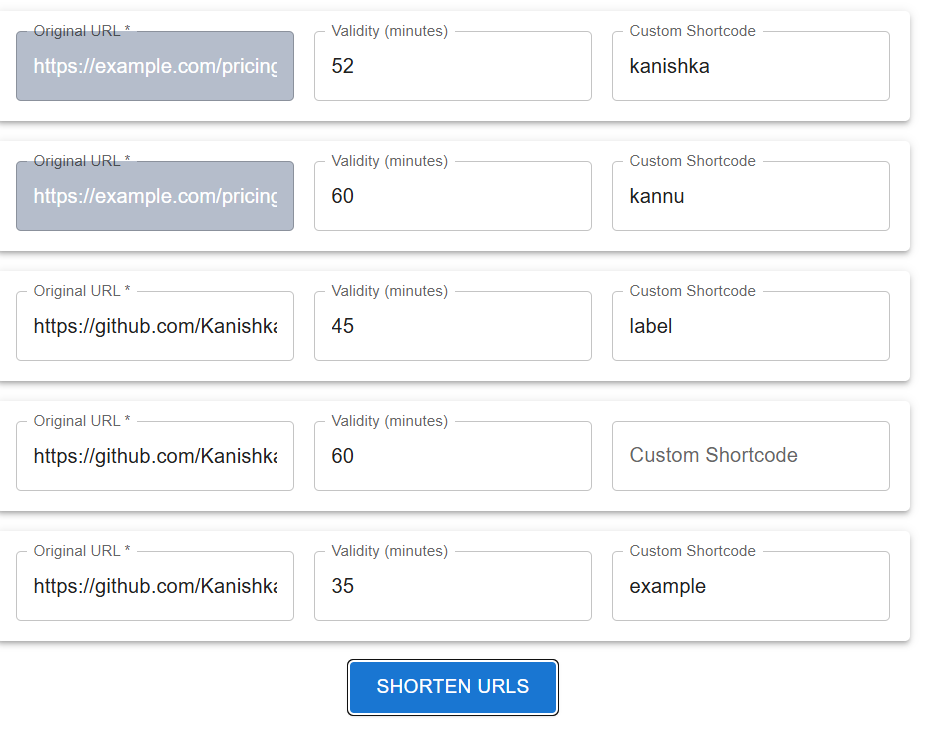 Original URL * Validity (minutes) Custom Shortcode
https://example.com/pricing 52 kanishka
Original URL * Validity (minutes) Custom Shortcode
https://example.com/pricing 60 kannu
Original URL * Validity (minutes) Custom Shortcode
https://github.com/Kanishka 45 label
Original URL * Validity (minutes)
https://github.com/Kanishka 60 Custom Shortcode
Original URL * Validity (minutes) Custom Shortcode
https://github.com/Kanishka 35 example
SHORTEN URLS